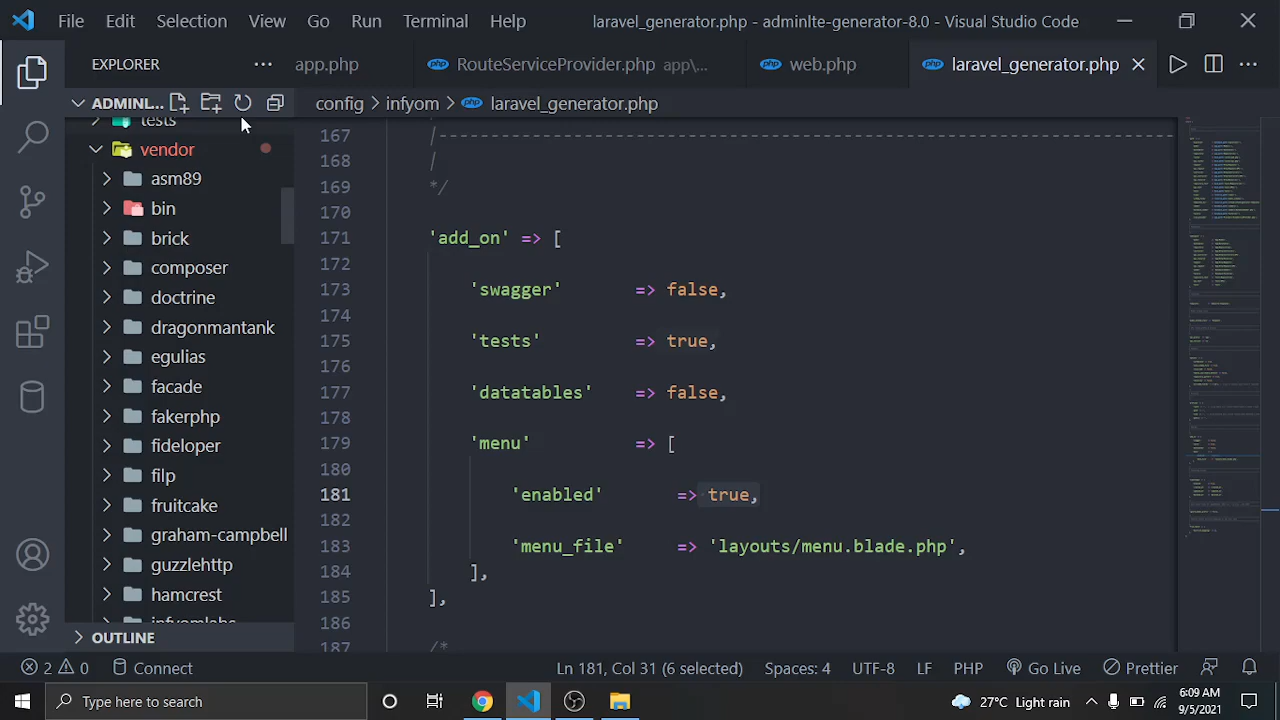 File Edit Selection View Go Run Terminal Help laravel_generator.php - adminlte-generator-8.0 - Visual Studio Code
EXPLORER
app.php RouteServiceProvider.php app\... web.php laravel_generator.php
ADMINL...
config > infyom > laravel_generator.php
tests
vendor
asm89
bin
brick
composer
doctrine
dragonmantank
egulias
facade
fakerphp
fideloper
filp
fruitcake
graham-campbell
guzzlehttp
hamcrest
infyomlabs
OUTLINE
167 /---------------------------------------------------------------
168 |
169 */
170
171 'add_on' => [
172
173 'swagger' => false,
174
175 'tests' => true,
176
177 'datatables' => false,
178
179 'menu' => [
180
181 'enabled' => true,
182
183 'menu_file' => 'layouts/menu.blade.php',
184 ],
185 ],
186
187 /*
2 0 Connect Ln 181, Col 31 (6 selected) Spaces: 4 UTF-8 LF PHP Go Live Prettier
Type here to search
27°C Light rain
6:09 AM
9/5/2021